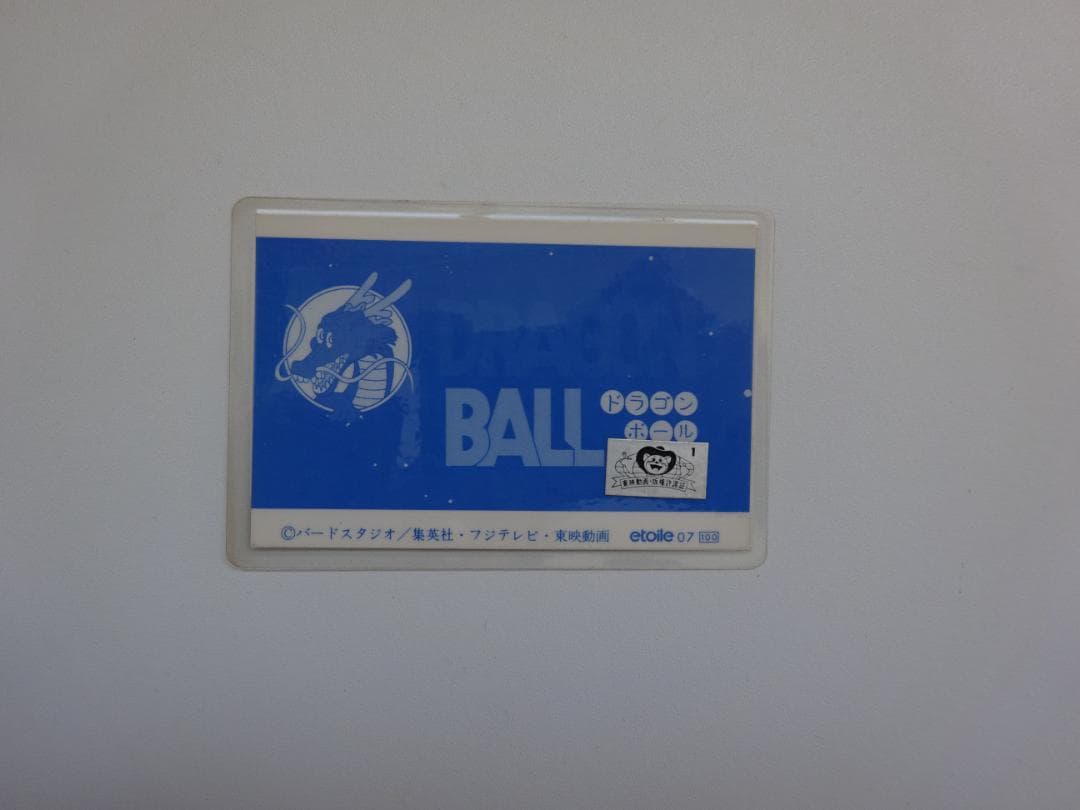 DRAGON
BALL
ドラゴン
ボール
1
東映動画・版権許諾証
©バードスタジオ／集英社・フジテレビ・東映動画 etoile 07 100